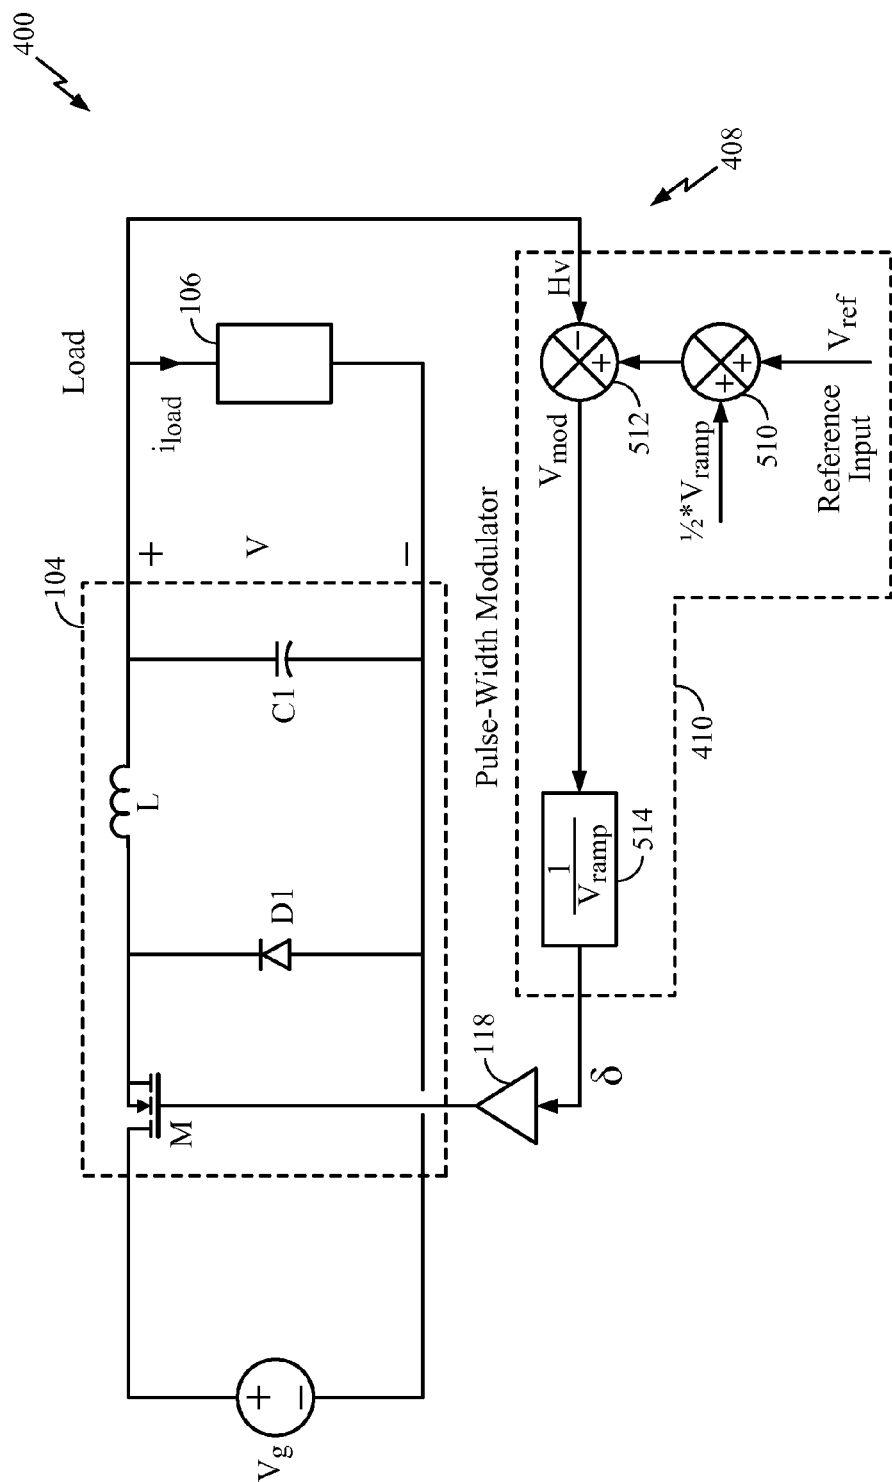 400
104
Load
106
i_load
+
V
−
L
C1
D1
M
V_g
+
−
118
δ
Pulse-Width Modulator
408
Hv
−
+
512
V_mod
1
V_ramp
514
410
½*V_ramp
+
+
510
V_ref
Reference
Input